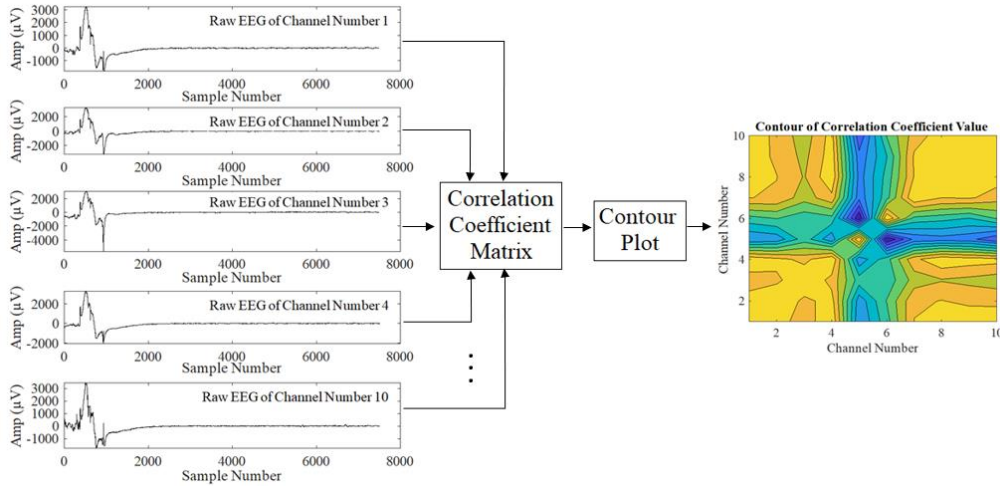 3000
2000
1000
0
-1000
Amp (µV)
Raw EEG of Channel Number 1
0 2000 4000 6000 8000
Sample Number
2000
0
-2000
Amp (µV)
Raw EEG of Channel Number 2
0 2000 4000 6000 8000
Sample Number
2000
0
-2000
-4000
Amp (µV)
Raw EEG of Channel Number 3
0 2000 4000 6000 8000
Sample Number
2000
0
-2000
Amp (µV)
Raw EEG of Channel Number 4
0 2000 4000 6000 8000
Sample Number
3000
2000
1000
0
-1000
Amp (µV)
Raw EEG of Channel Number 10
0 2000 4000 6000 8000
Sample Number
Correlation
Coefficient
Matrix
Contour
Plot
Contour of Correlation Coefficient Value
10
8
6
4
2
Channel Number
2 4 6 8 10
Channel Number